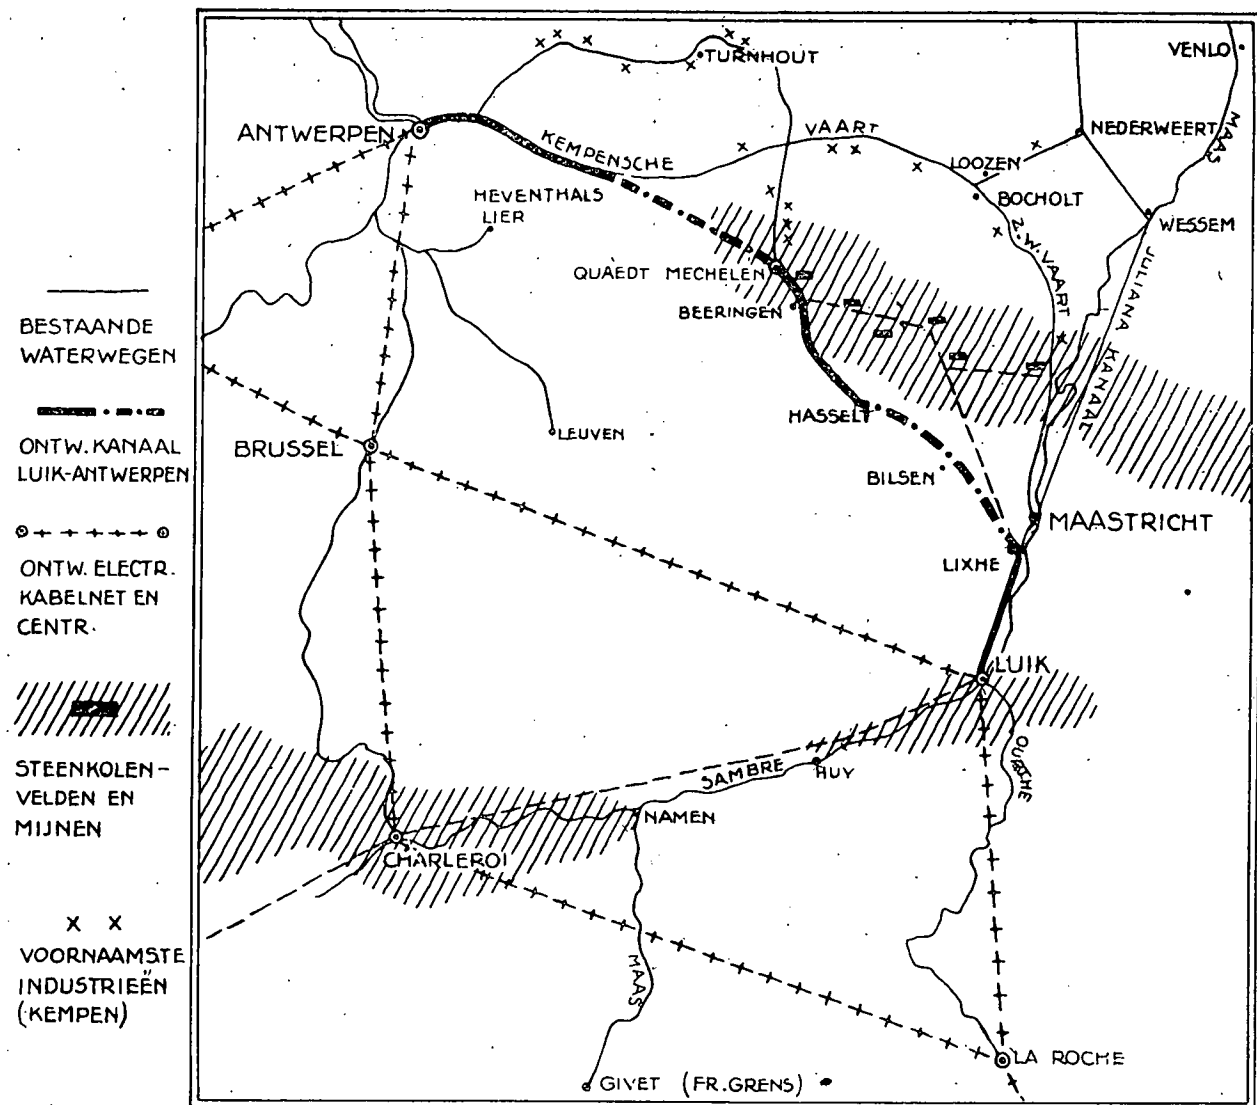 BESTAANDE
WATERWEGEN
ONTW. KANAAL
LUIK-ANTWERPEN
ONTW. ELECTR.
KABELNET EN
CENTR.
STEENKOLEN-
VELDEN EN
MIJNEN
X X
VOORNAAMSTE
INDUSTRIEËN
(KEMPEN)
VENLO
TURNHOUT
ANTWERPEN
KEMPENSCHE
VAART
NEDERWEERT
MAAS
LOOZEN
BOCHOLT
HEVENTHALS
LIER
WESSEM
Z.W.VAART
JULIANA KANAAL
QUAEDT MECHELEN
BEERINGEN
HASSELT
LEUVEN
BRUSSEL
BILSEN
MAASTRICHT
LIXHE
LUIK
OURTHE
SAMBRE
HUY
NAMEN
CHARLEROI
MAAS
LA ROCHE
GIVET (FR.GRENS)